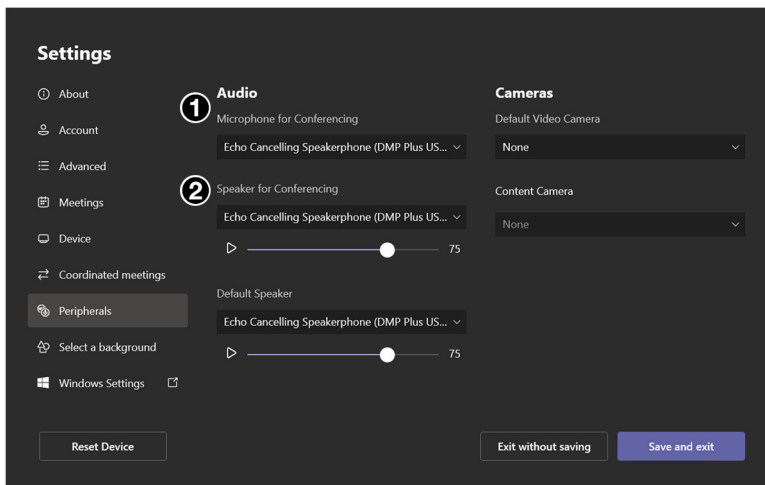 Settings
About
Account
Advanced
Meetings
Device
Coordinated meetings
Peripherals
Select a background
Windows Settings
Reset Device
Audio
1
Microphone for Conferencing
Echo Cancelling Speakerphone (DMP Plus US...
2
Speaker for Conferencing
Echo Cancelling Speakerphone (DMP Plus US...
75
Default Speaker
Echo Cancelling Speakerphone (DMP Plus US...
75
Cameras
Default Video Camera
None
Content Camera
None
Exit without saving
Save and exit